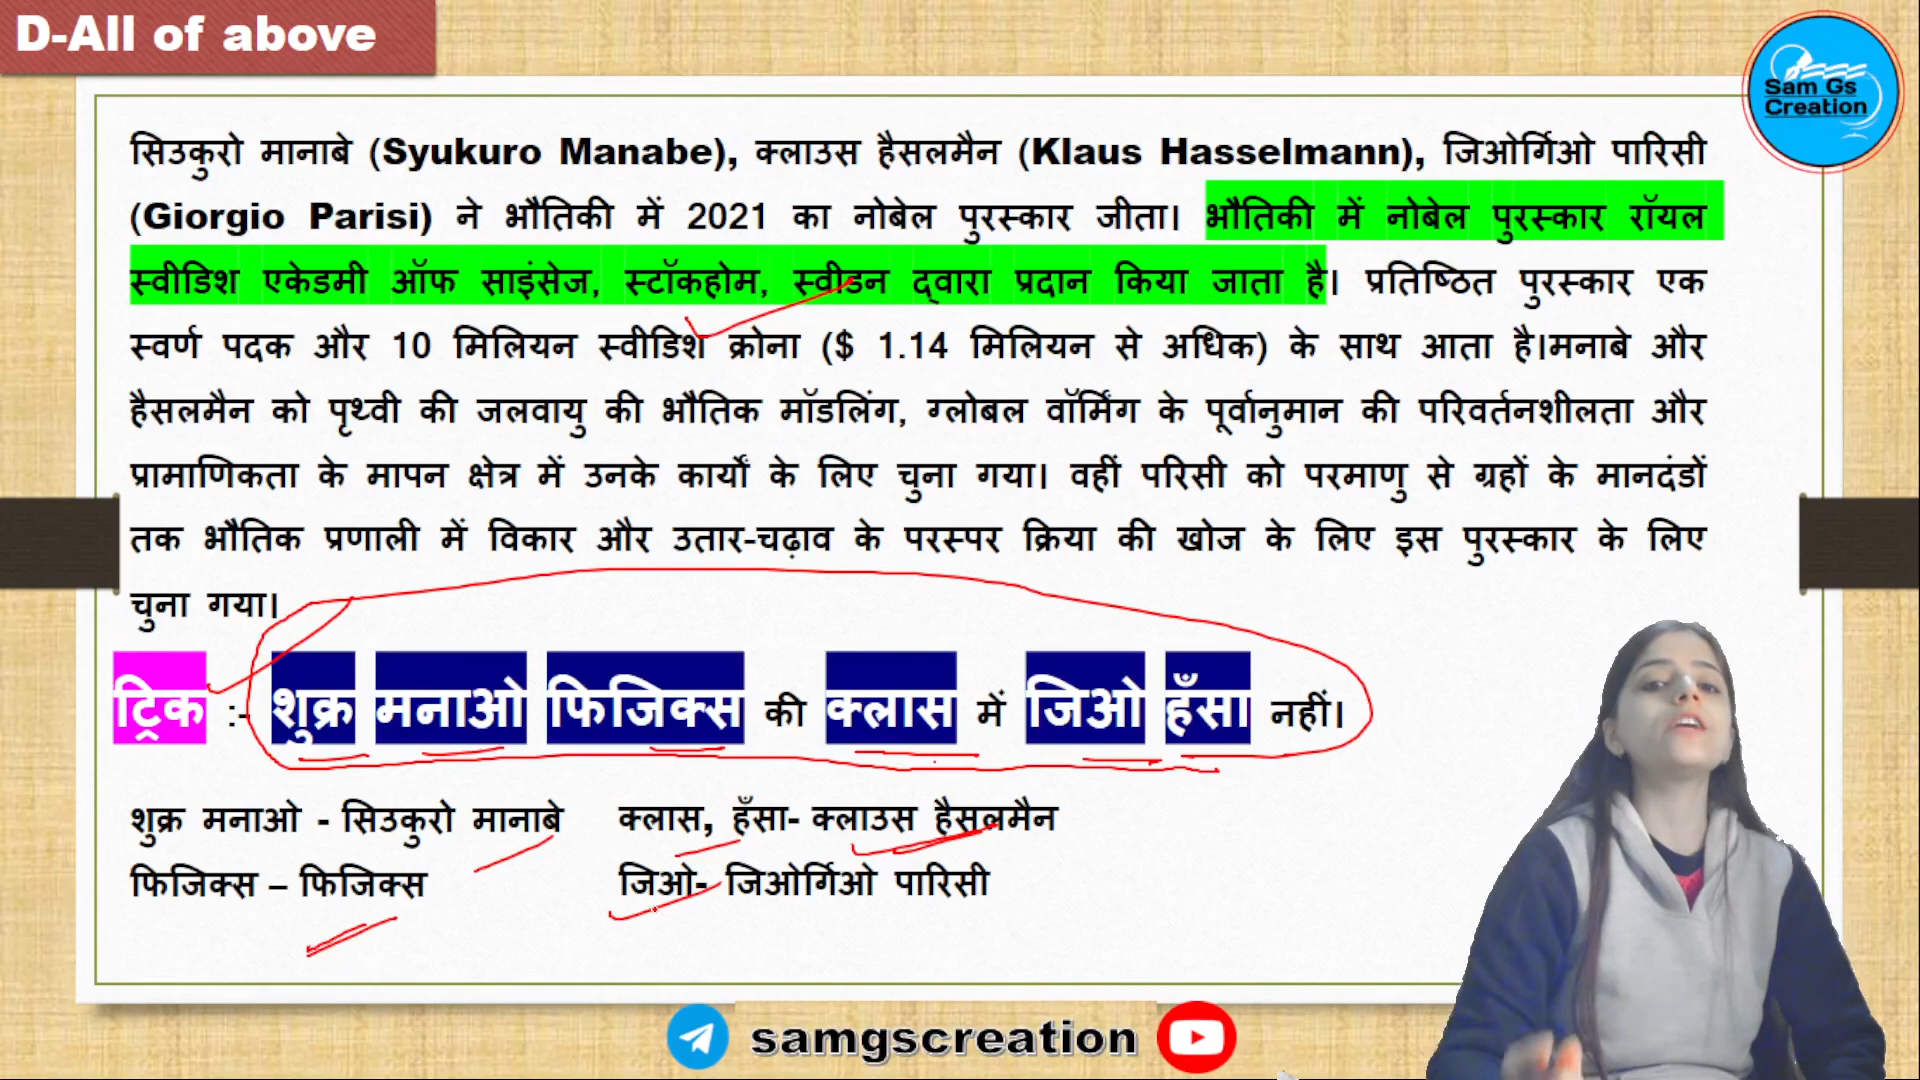 D-All of above
Sam Gs
Creation
सिउकुरो मानाबे (Syukuro Manabe), क्लाउस हैसलमैन (Klaus Hasselmann), जिओर्गिओ पारिसी
(Giorgio Parisi) ने भौतिकी में 2021 का नोबेल पुरस्कार जीता। भौतिकी में नोबेल पुरस्कार रॉयल
स्वीडिश एकेडमी ऑफ साइंसेज, स्टॉकहोम, स्वीडन द्वारा प्रदान किया जाता है। प्रतिष्ठित पुरस्कार एक
स्वर्ण पदक और 10 मिलियन स्वीडिश क्रोना ($ 1.14 मिलियन से अधिक) के साथ आता है।मनाबे और
हैसलमैन को पृथ्वी की जलवायु की भौतिक मॉडलिंग, ग्लोबल वॉर्मिंग के पूर्वानुमान की परिवर्तनशीलता और
प्रामाणिकता के मापन क्षेत्र में उनके कार्यों के लिए चुना गया। वहीं परिसी को परमाणु से ग्रहों के मानदंडों
तक भौतिक प्रणाली में विकार और उतार-चढ़ाव के परस्पर क्रिया की खोज के लिए इस पुरस्कार के लिए
चुना गया।
ट्रिक :- शुक्र मनाओ फिजिक्स की क्लास में जिओ हँसा नहीं।
शुक्र मनाओ - सिउकुरो मानाबे क्लास, हँसा- क्लाउस हैसलमैन
फिजिक्स – फिजिक्स जिओ- जिओर्गिओ पारिसी
samgscreation